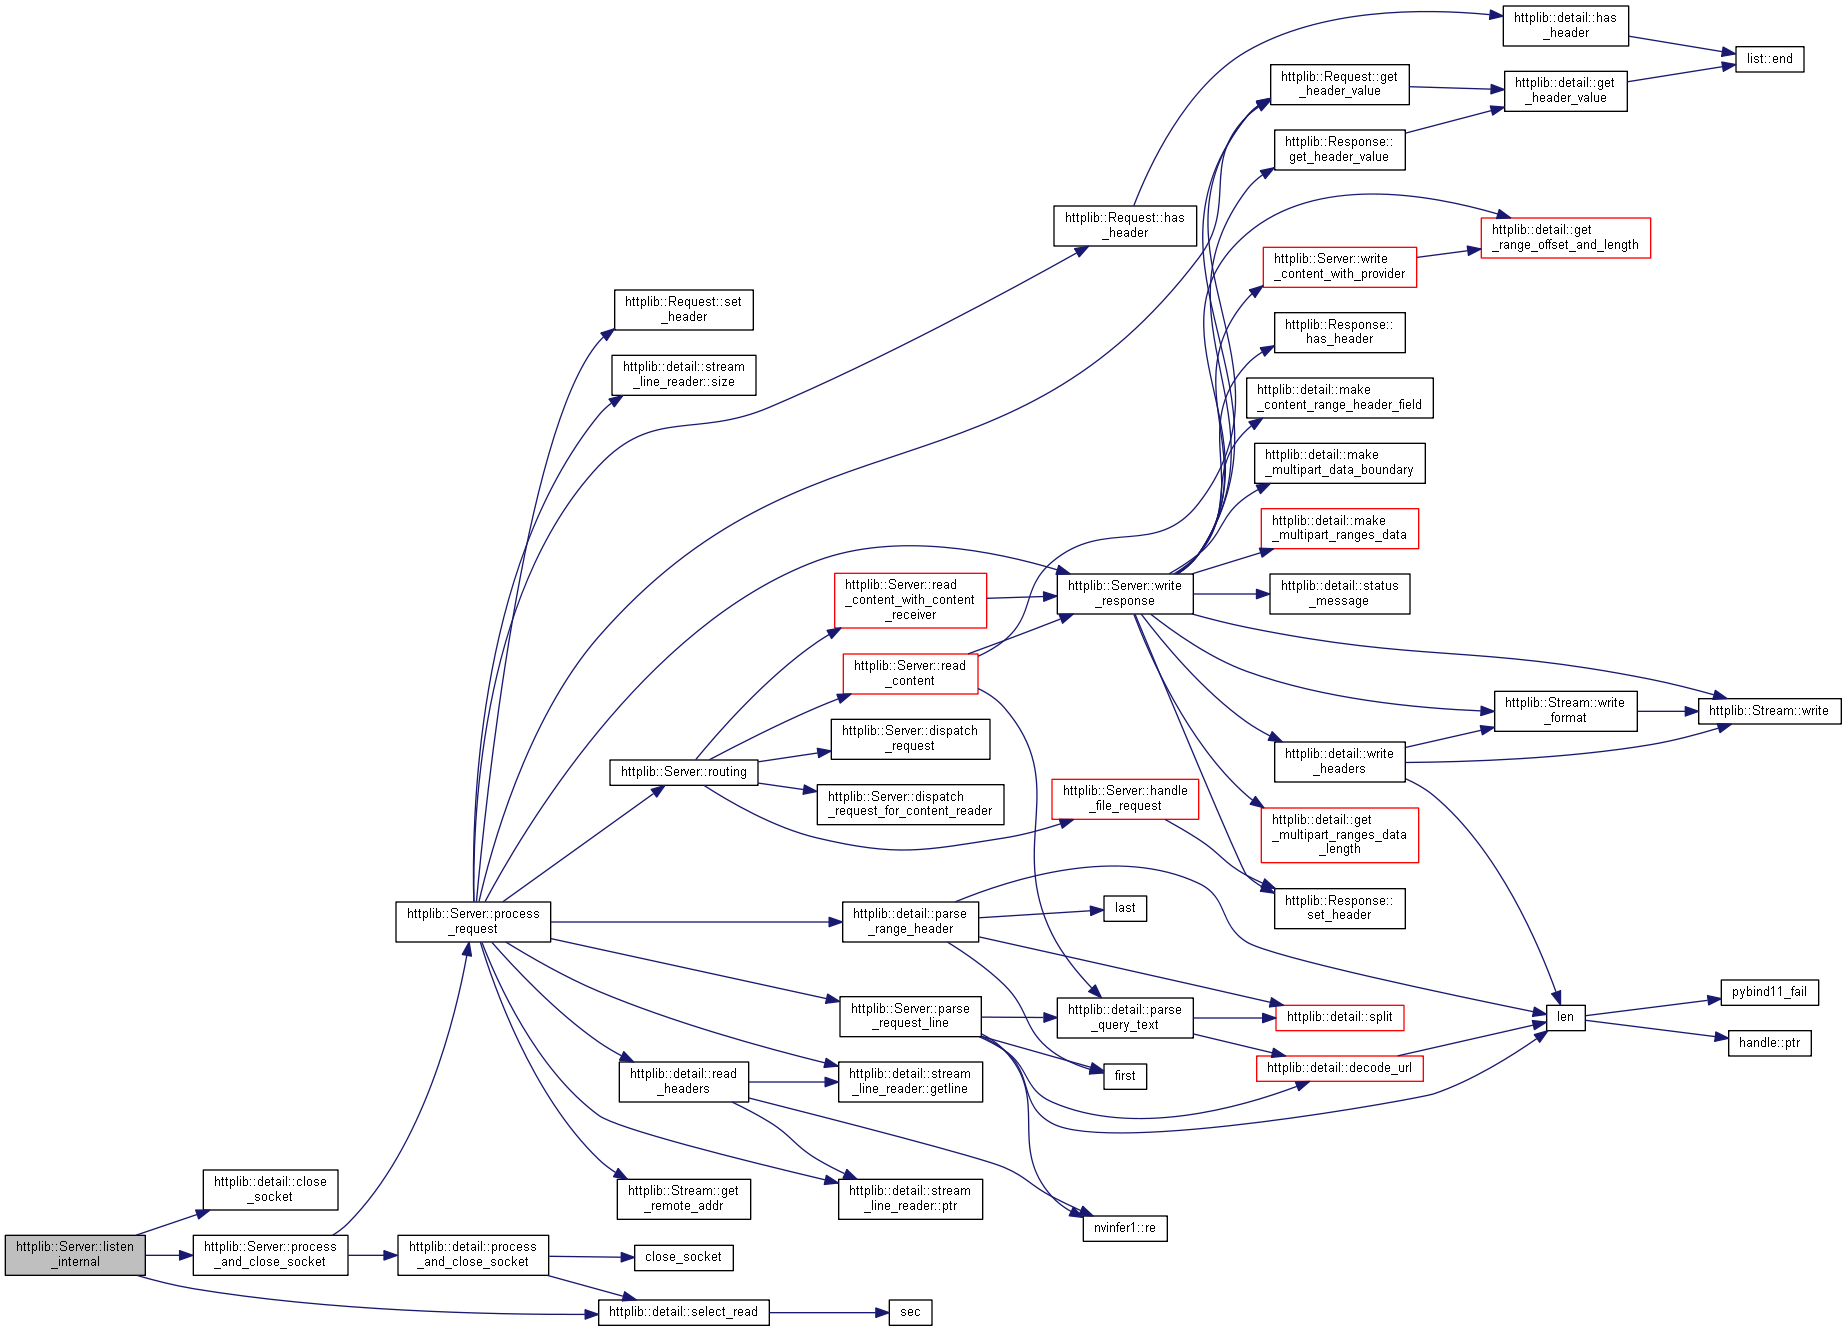 httplib::Server::listen
_internal
httplib::detail::close
_socket
httplib::Server::process
_and_close_socket
httplib::detail::select_read
sec
httplib::detail::process
_and_close_socket
close_socket
httplib::Server::process
_request
httplib::Request::set
_header
httplib::detail::stream
_line_reader::size
httplib::Server::routing
httplib::detail::read
_headers
httplib::Stream::get
_remote_addr
httplib::Server::read
_content_with_content
_receiver
httplib::Server::read
_content
httplib::Server::dispatch
_request
httplib::Server::dispatch
_request_for_content_reader
httplib::detail::parse
_range_header
httplib::Server::parse
_request_line
httplib::detail::stream
_line_reader::getline
httplib::detail::stream
_line_reader::ptr
httplib::Request::has
_header
httplib::Server::write
_response
httplib::Server::handle
_file_request
last
httplib::detail::parse
_query_text
first
nvinfer1::re
httplib::Request::get
_header_value
httplib::Response::
get_header_value
httplib::Server::write
_content_with_provider
httplib::Response::
has_header
httplib::detail::make
_content_range_header_field
httplib::detail::make
_multipart_data_boundary
httplib::detail::make
_multipart_ranges_data
httplib::detail::status
_message
httplib::detail::write
_headers
httplib::detail::get
_multipart_ranges_data
_length
httplib::Response::
set_header
httplib::detail::split
httplib::detail::decode_url
httplib::detail::has
_header
httplib::detail::get
_header_value
httplib::detail::get
_range_offset_and_length
httplib::Stream::write
_format
len
list::end
httplib::Stream::write
pybind11_fail
handle::ptr